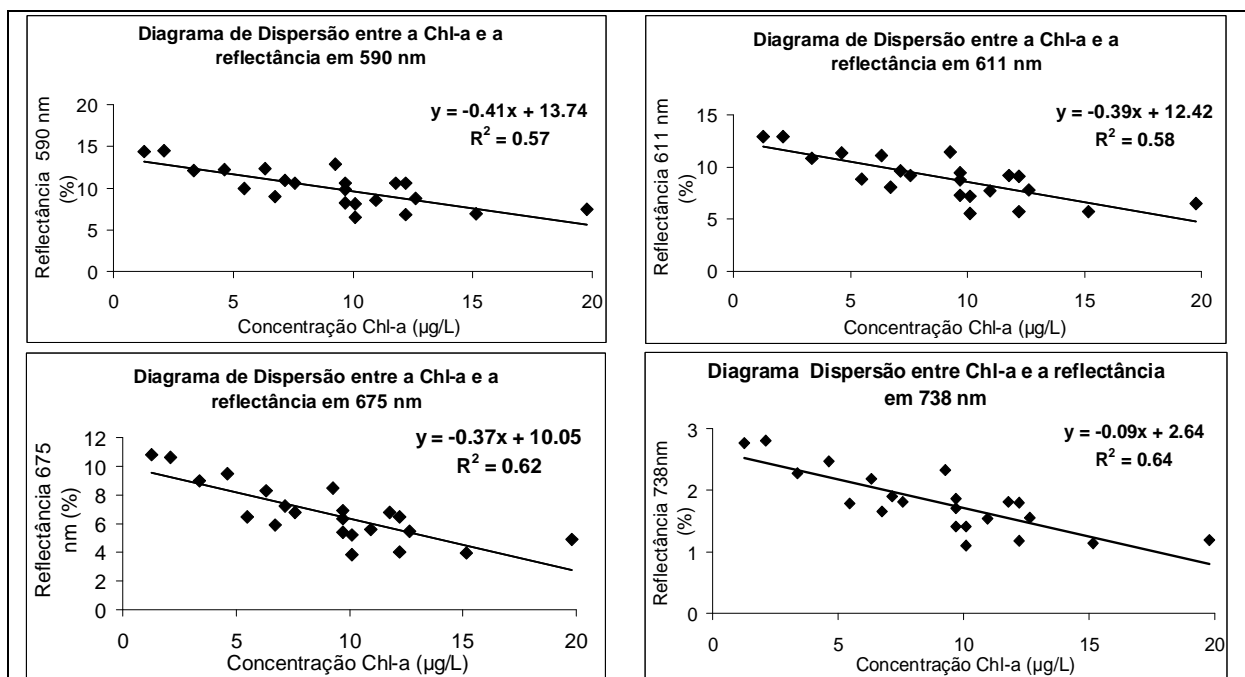 Diagrama de Dispersão entre a Chl-a e a
reflectância em 590 nm
y = -0.41x + 13.74
R² = 0.57
Reflectância 590 nm
(%)
20
15
10
5
0
0 5 10 15 20
Concentração Chl-a (µg/L)
Diagrama de Dispersão entre a Chl-a e a
reflectância em 611 nm
y = -0.39x + 12.42
R² = 0.58
Reflectância 611 nm
(%)
15
10
5
0
0 5 10 15 20
Concentração Chl-a (µg/L)
Diagrama de Dispersão entre a Chl-a e a
reflectância em 675 nm
y = -0.37x + 10.05
R² = 0.62
Reflectância 675
nm (%)
12
10
8
6
4
2
0
0 5 10 15 20
Concentração Chl-a (µg/L)
Diagrama Dispersão entre Chl-a e a reflectância
em 738 nm
y = -0.09x + 2.64
R² = 0.64
Reflectância 738nm
(%)
3
2
1
0
0 5 10 15 20
Concentração Chl-a (µg/L)